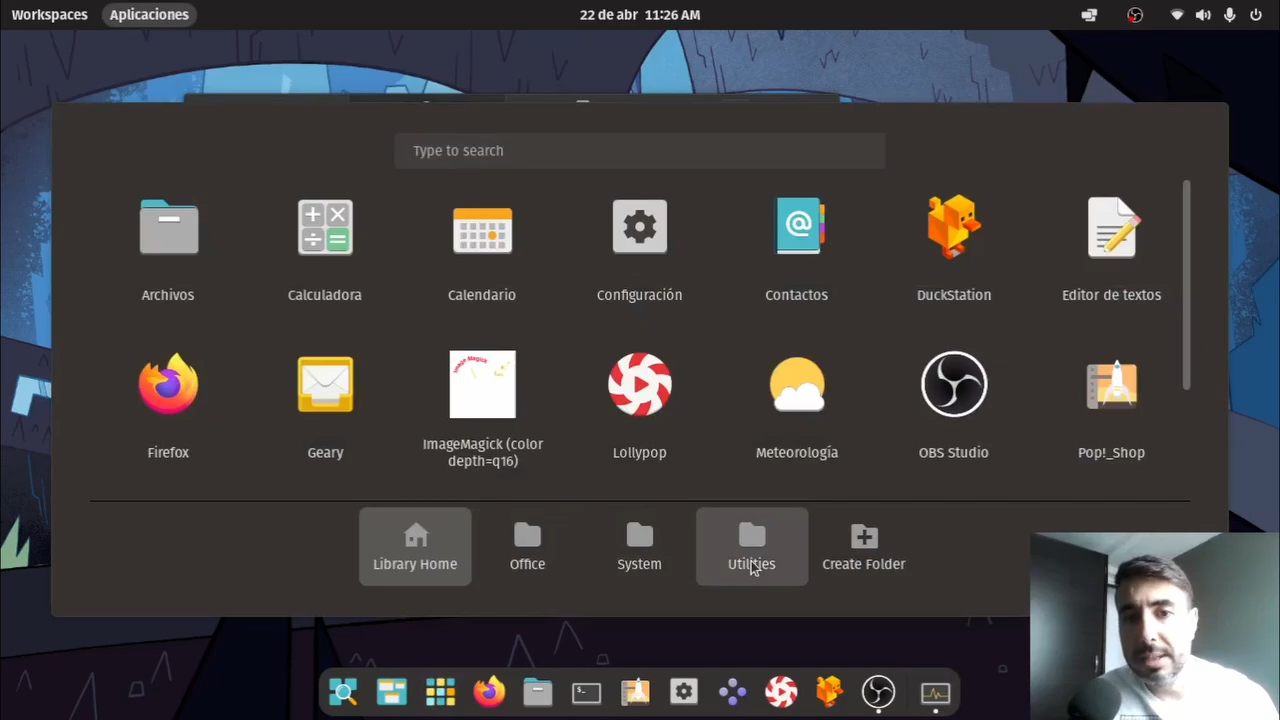 Workspaces Aplicaciones 22 de abr 11:26 AM
Type to search
Archivos Calculadora Calendario Configuración Contactos DuckStation Editor de textos
Image Magick
Firefox Geary ImageMagick (color Lollypop Meteorología OBS Studio Pop!_Shop
depth=q16)
Library Home Office System Utilities Create Folder